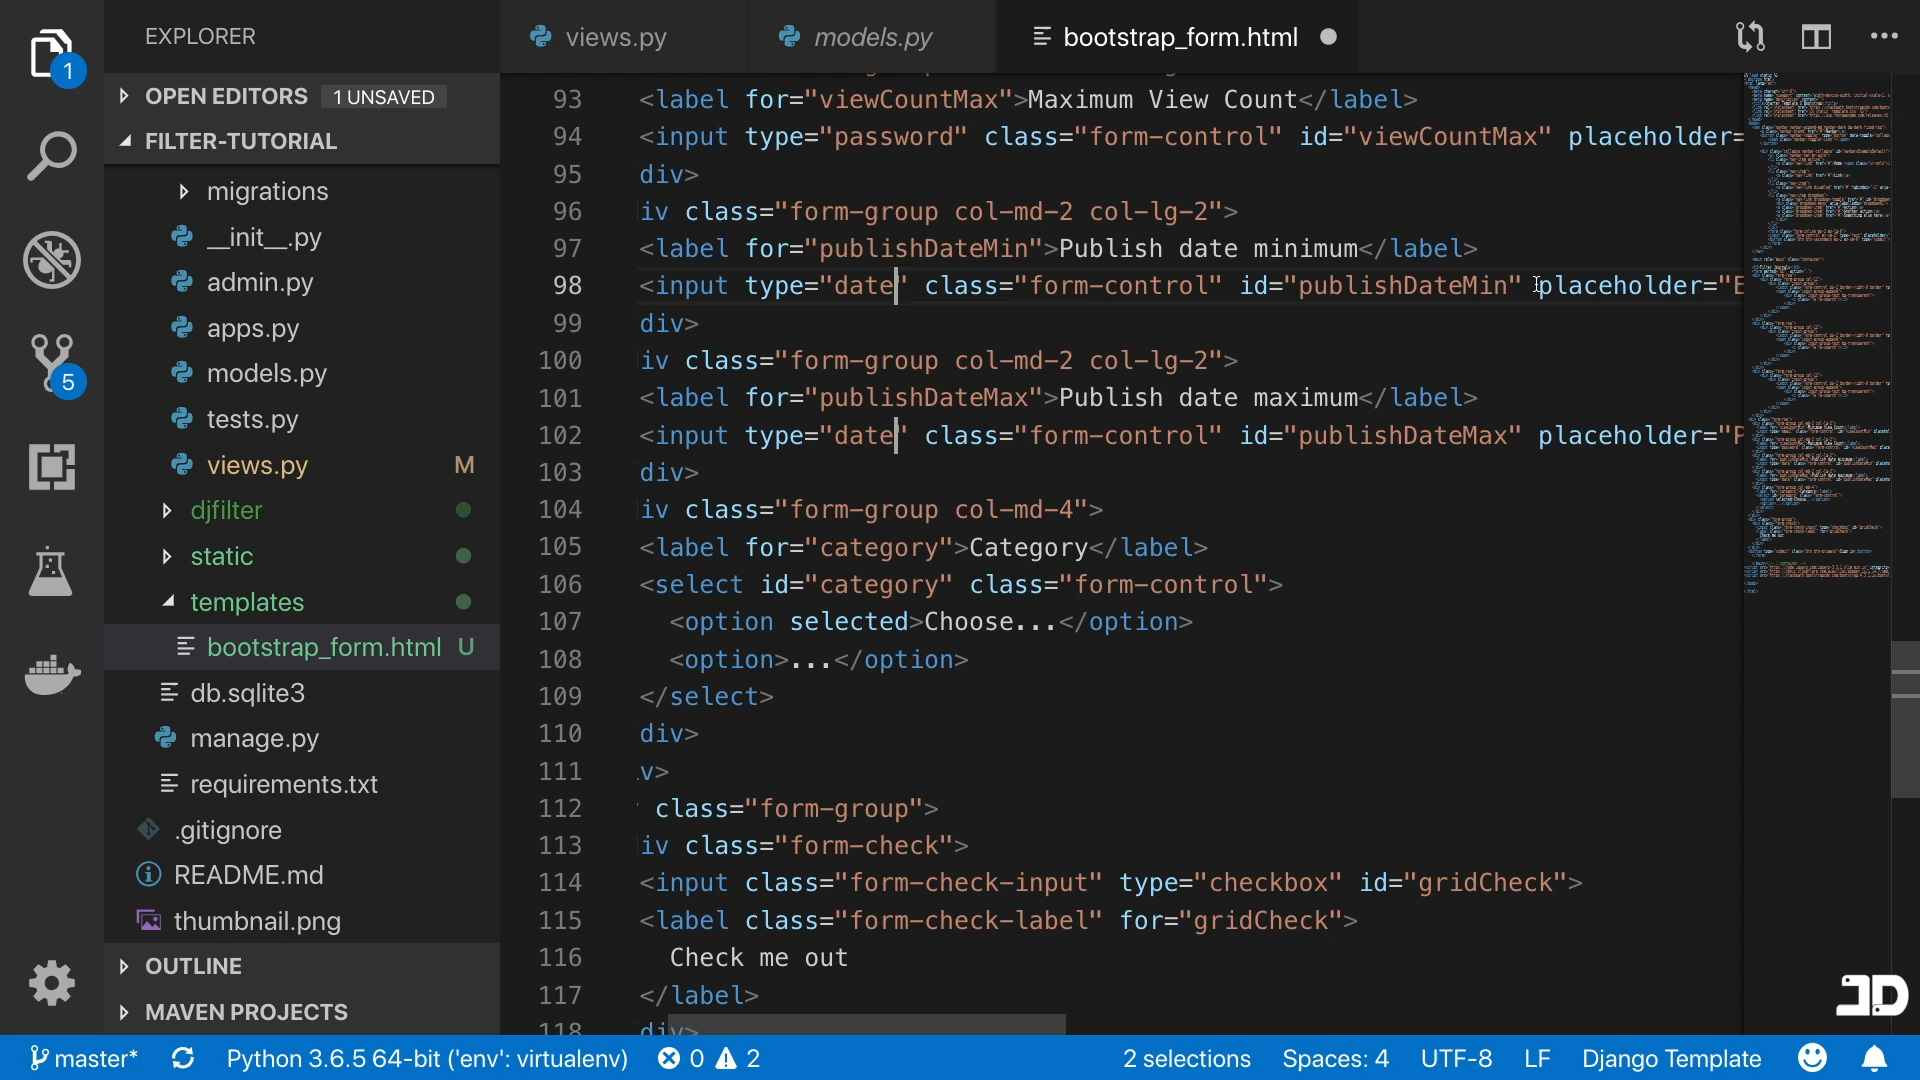 EXPLORER
views.py
models.py
bootstrap_form.html
1
OPEN EDITORS 1 UNSAVED
FILTER-TUTORIAL
migrations
__init__.py
admin.py
apps.py
models.py
tests.py
views.py M
djfilter
static
templates
bootstrap_form.html U
db.sqlite3
manage.py
requirements.txt
.gitignore
README.md
thumbnail.png
OUTLINE
MAVEN PROJECTS
5
93 <label for="viewCountMax">Maximum View Count</label>
94 <input type="password" class="form-control" id="viewCountMax" placeholder=
95 div>
96 iv class="form-group col-md-2 col-lg-2">
97 <label for="publishDateMin">Publish date minimum</label>
98 <input type="date" class="form-control" id="publishDateMin" placeholder="E
99 div>
100 iv class="form-group col-md-2 col-lg-2">
101 <label for="publishDateMax">Publish date maximum</label>
102 <input type="date" class="form-control" id="publishDateMax" placeholder="P
103 div>
104 iv class="form-group col-md-4">
105 <label for="category">Category</label>
106 <select id="category" class="form-control">
107 <option selected>Choose...</option>
108 <option>...</option>
109 </select>
110 div>
111 v>
112 class="form-group">
113 iv class="form-check">
114 <input class="form-check-input" type="checkbox" id="gridCheck">
115 <label class="form-check-label" for="gridCheck">
116 Check me out
117 </label>
118 div>
JD
master* Python 3.6.5 64-bit ('env': virtualenv) 0 2 2 selections Spaces: 4 UTF-8 LF Django Template